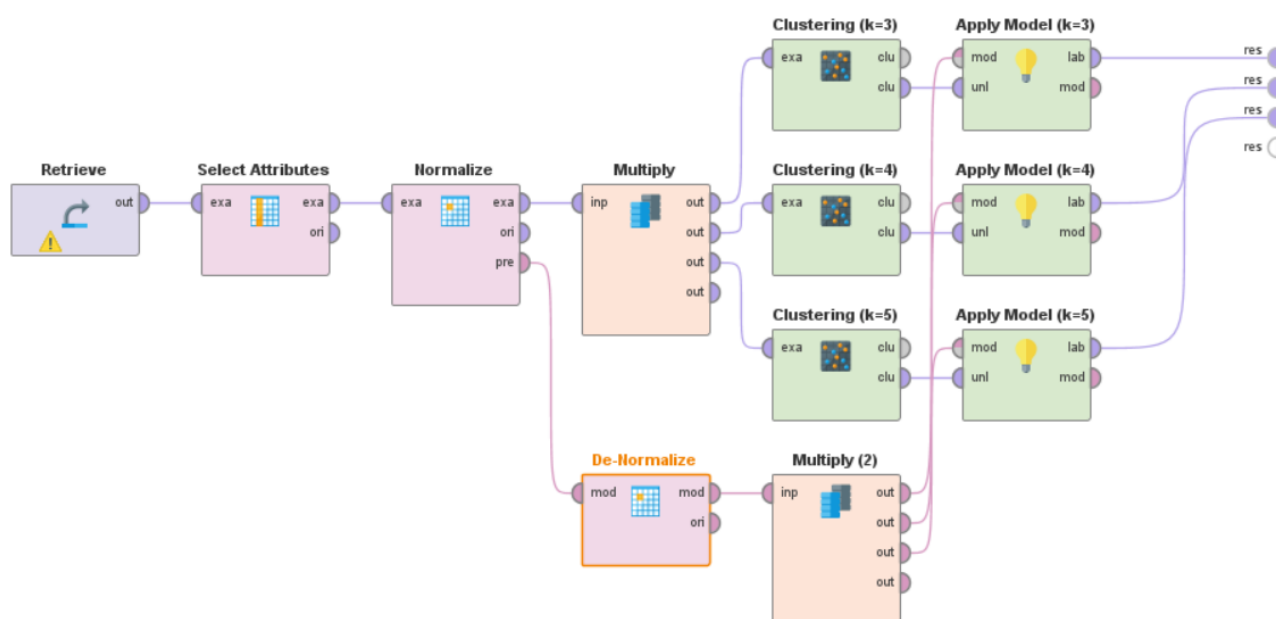 Clustering (k=3) Apply Model (k=3)
exa clu mod lab res
clu unl mod res
res
Retrieve Select Attributes Normalize Multiply Clustering (k=4) Apply Model (k=4) res
out exa exa exa exa inp out exa clu mod lab
ori ori out clu unl mod
pre out
out
Clustering (k=5) Apply Model (k=5)
exa clu mod lab
clu unl mod
De-Normalize Multiply (2)
mod mod inp out
ori out
out
out